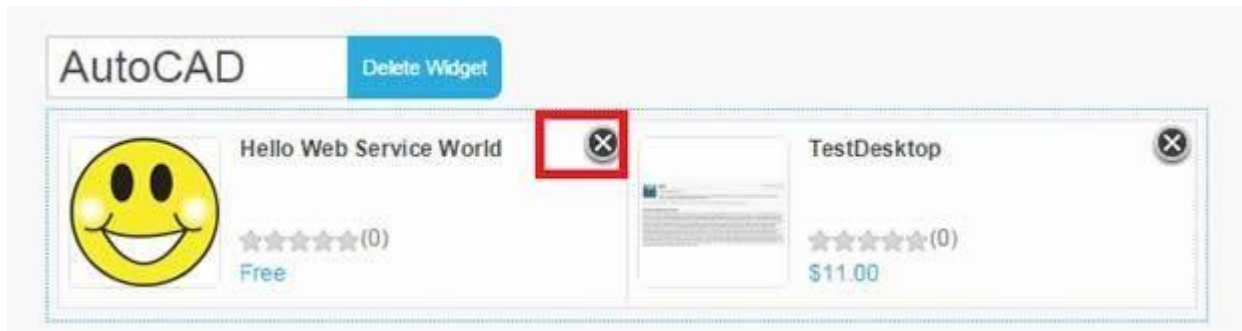 AutoCAD
Delete Widget
Hello Web Service World
(0)
Free
TestDesktop
(0)
$11.00